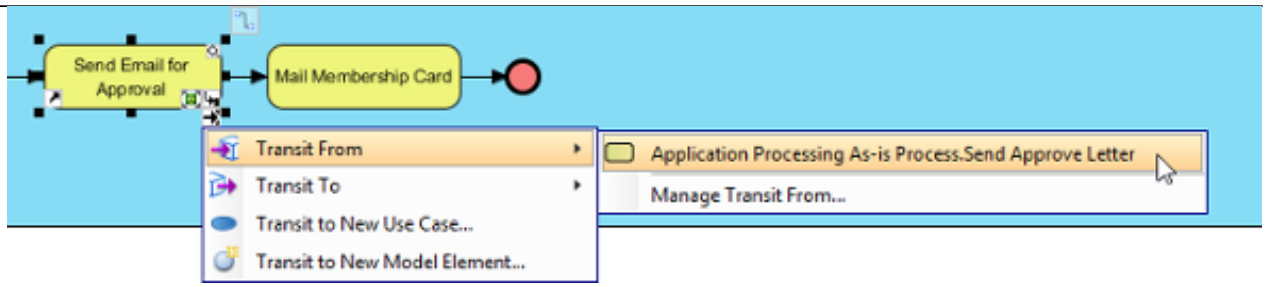 Send Email for
Approval
Mail Membership Card
Transit From
Application Processing As-is Process.Send Approve Letter
Transit To
Manage Transit From...
Transit to New Use Case...
Transit to New Model Element...